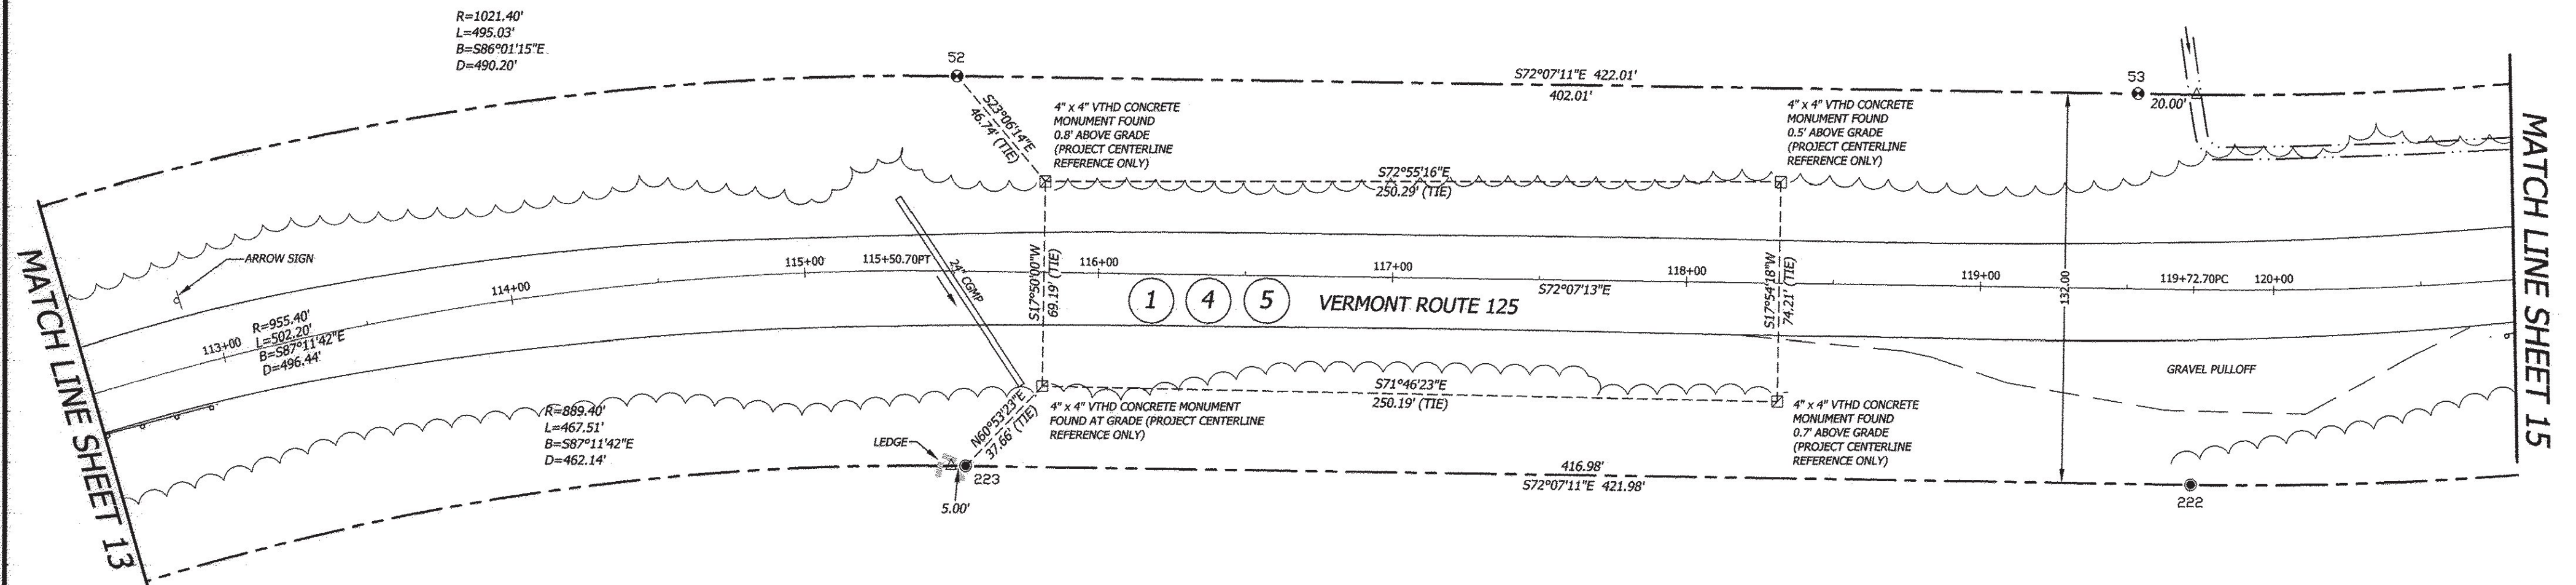 R=1021.40'
L=495.03'
B=S86°01'15"E
D=490.20'
52
S23°06'14"E
46.74' (TIE)
4" x 4" VTHD CONCRETE
MONUMENT FOUND
0.8' ABOVE GRADE
(PROJECT CENTERLINE
REFERENCE ONLY)
S72°07'11"E 422.01'
402.01'
4" x 4" VTHD CONCRETE
MONUMENT FOUND
0.5' ABOVE GRADE
(PROJECT CENTERLINE
REFERENCE ONLY)
53
20.00'
S72°55'16"E
250.29' (TIE)
MATCH LINE SHEET 13
ARROW SIGN
113+00
114+00
115+00
115+50.70PT
24" CGMP
S17°50'00"W
69.19' (TIE)
116+00
117+00
118+00
S72°07'13"E
S17°54'18"W
74.21' (TIE)
119+00
132.00
119+72.70PC
120+00
MATCH LINE SHEET 15
1 4 5 VERMONT ROUTE 125
R=955.40'
L=502.20'
B=S87°11'42"E
D=496.44'
GRAVEL PULLOFF
S71°46'23"E
250.19' (TIE)
R=889.40'
L=467.51'
B=S87°11'42"E
D=462.14'
4" x 4" VTHD CONCRETE MONUMENT
FOUND AT GRADE (PROJECT CENTERLINE
REFERENCE ONLY)
4" x 4" VTHD CONCRETE
MONUMENT FOUND
0.7' ABOVE GRADE
(PROJECT CENTERLINE
REFERENCE ONLY)
N60°53'23"E
37.66' (TIE)
LEDGE
223
5.00'
416.98'
S72°07'11"E 421.98'
222